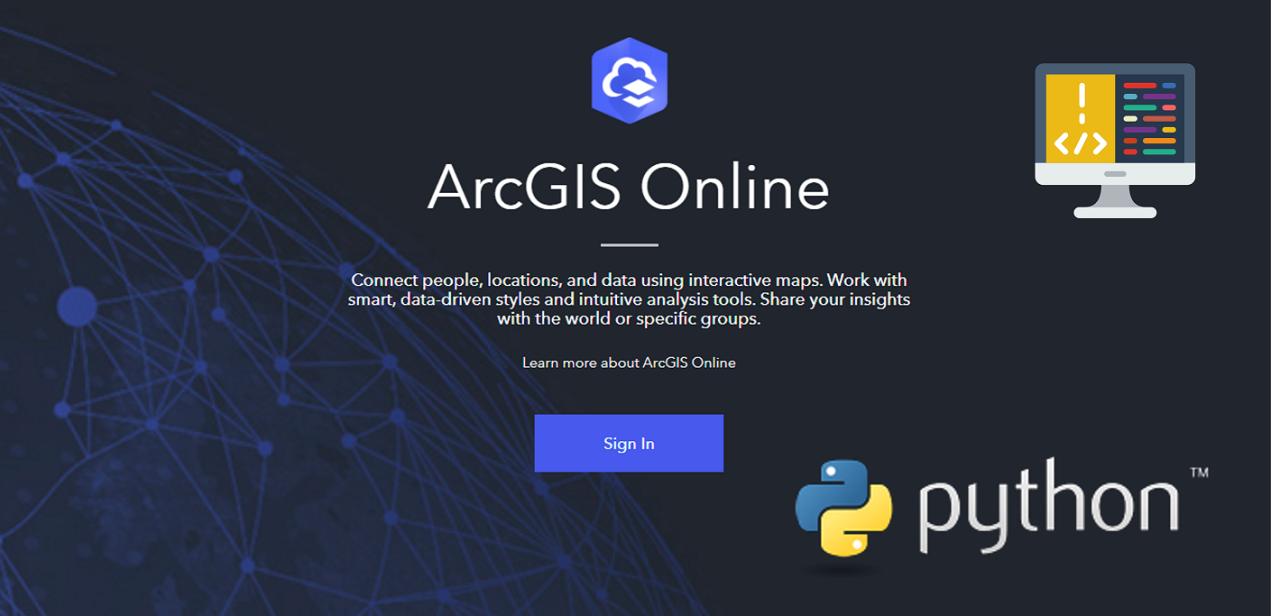 ArcGIS Online
Connect people, locations, and data using interactive maps. Work with
smart, data-driven styles and intuitive analysis tools. Share your insights
with the world or specific groups.
Learn more about ArcGIS Online
Sign In
python™